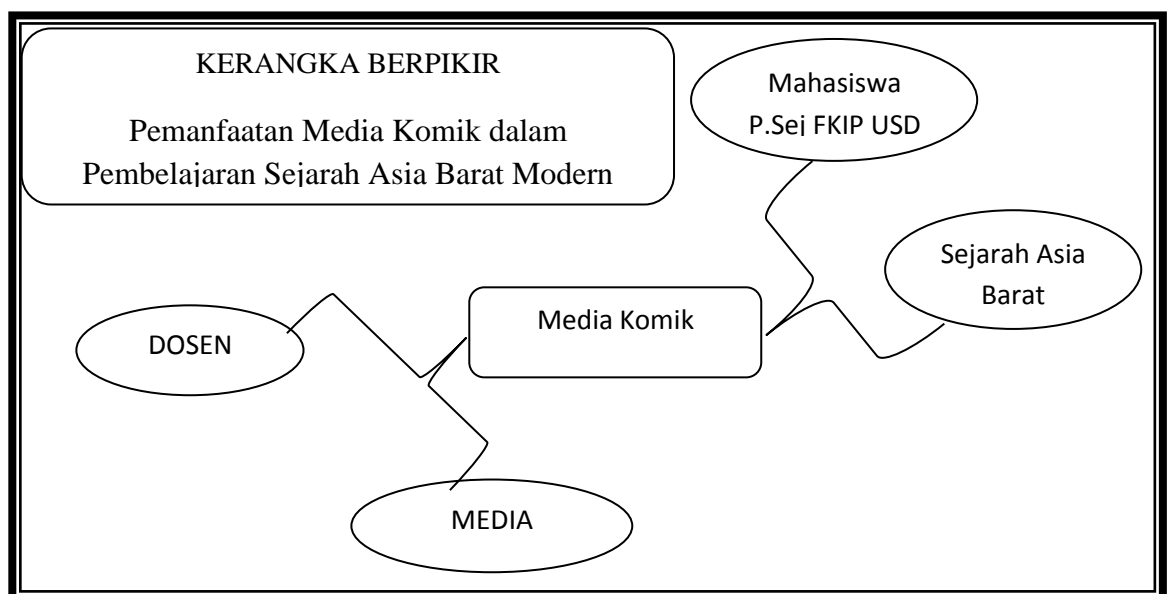 KERANGKA BERPIKIR
Pemanfaatan Media Komik dalam
Pembelajaran Sejarah Asia Barat Modern
Mahasiswa
P.Sej FKIP USD
Sejarah Asia
Barat
Media Komik
DOSEN
MEDIA